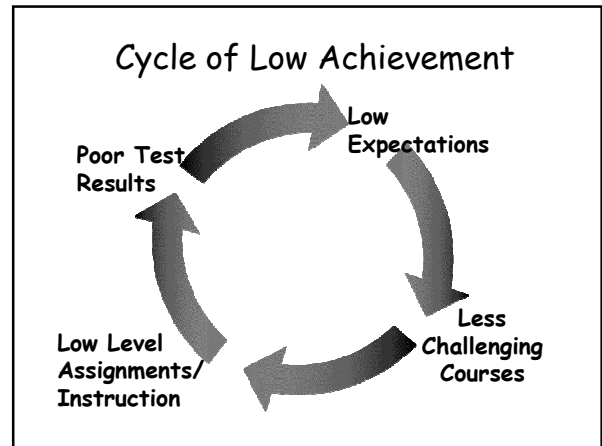 Cycle of Low Achievement
Low
Expectations
Less
Challenging
Courses
Low Level
Assignments/
Instruction
Poor Test
Results